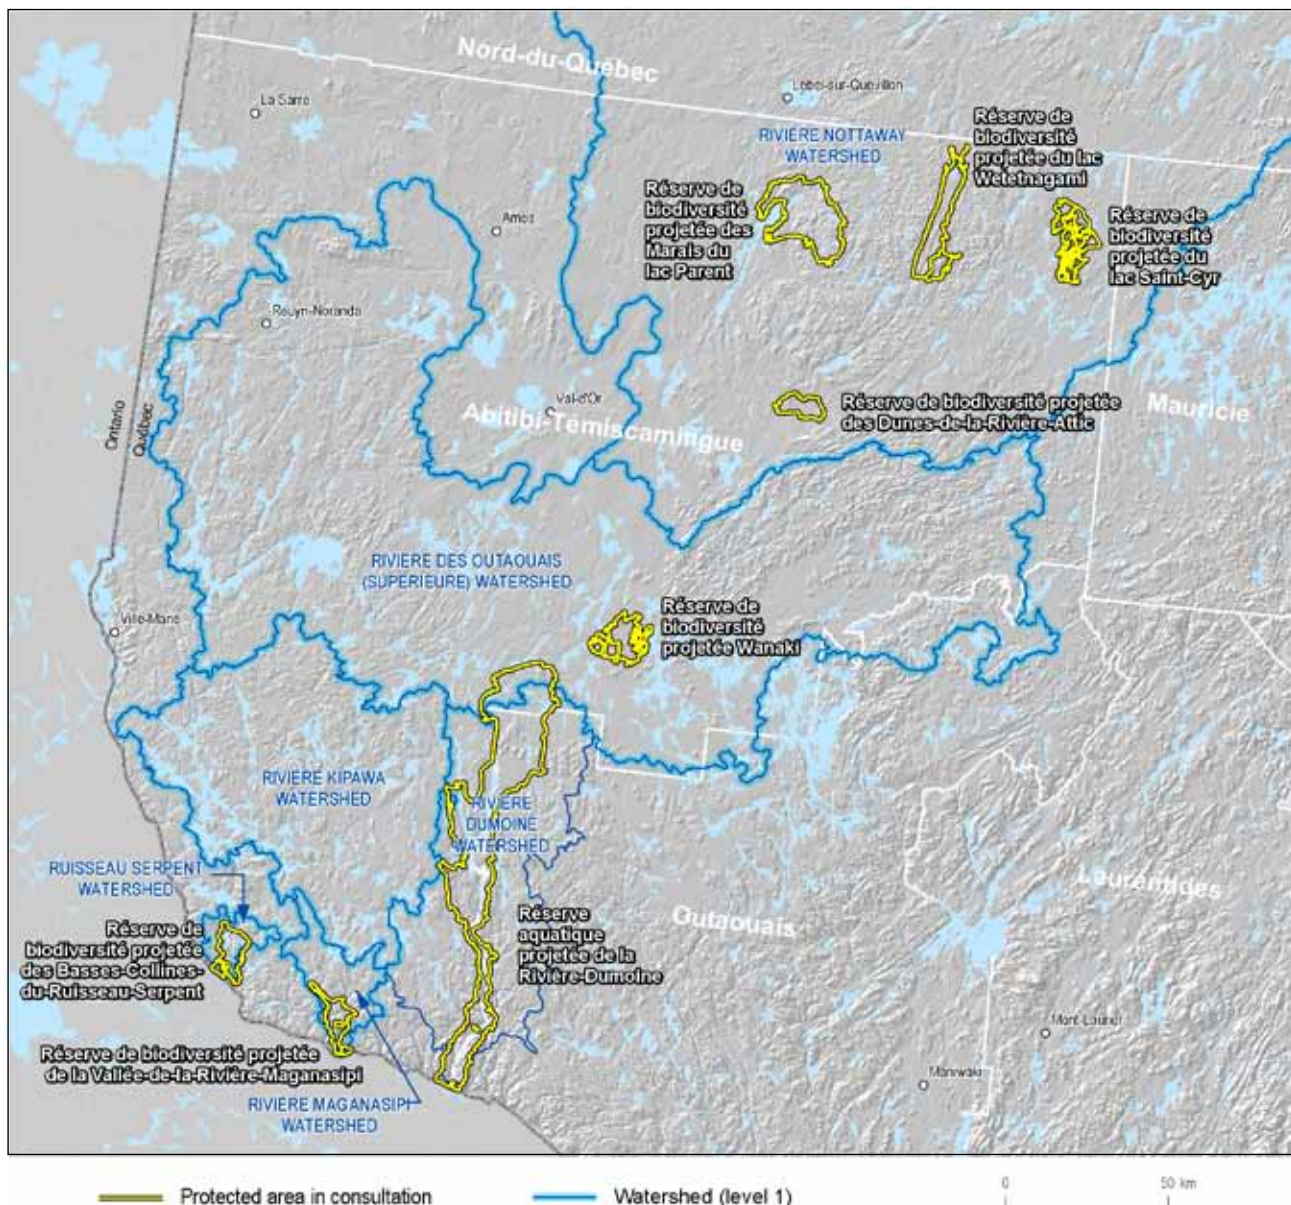 Nord-du-Québec
La Sarre
Lebel-sur-Quévillon
RIVIÈRE NOTTAWAY
WATERSHED
Réserve de
biodiversité
projetée du lac
Wetetnagami
Réserve de
biodiversité
projetée des
Marais du
lac Parent
Réserve de
biodiversité
projetée du
lac Saint-Cyr
Amos
Rouyn-Noranda
Ontario
Québec
Val-d'Or
Abitibi-Témiscamingue
Réserve de biodiversité projetée
des Dunes-de-la-Rivière-Attic
Mauricie
RIVIÈRE DES OUTAOUAIS
(SUPÉRIEURE) WATERSHED
Ville-Marie
Réserve de
biodiversité
projetée Wanaki
RIVIÈRE KIPAWA
WATERSHED
RIVIÈRE
DUMOINE
WATERSHED
RUISSEAU SERPENT
WATERSHED
Réserve de
biodiversité projetée
des Basses-Collines-
du-Ruisseau-Serpent
Réserve
aquatique
projetée de la
Rivière-Dumoine
Outaouais
Laurentides
Réserve de biodiversité projetée
de la Vallée-de-la-Rivière-Maganasipi
RIVIÈRE MAGANASIPI
WATERSHED
Mont-Laurier
Maniwaki
Protected area in consultation
Watershed (level 1)
0 50 km